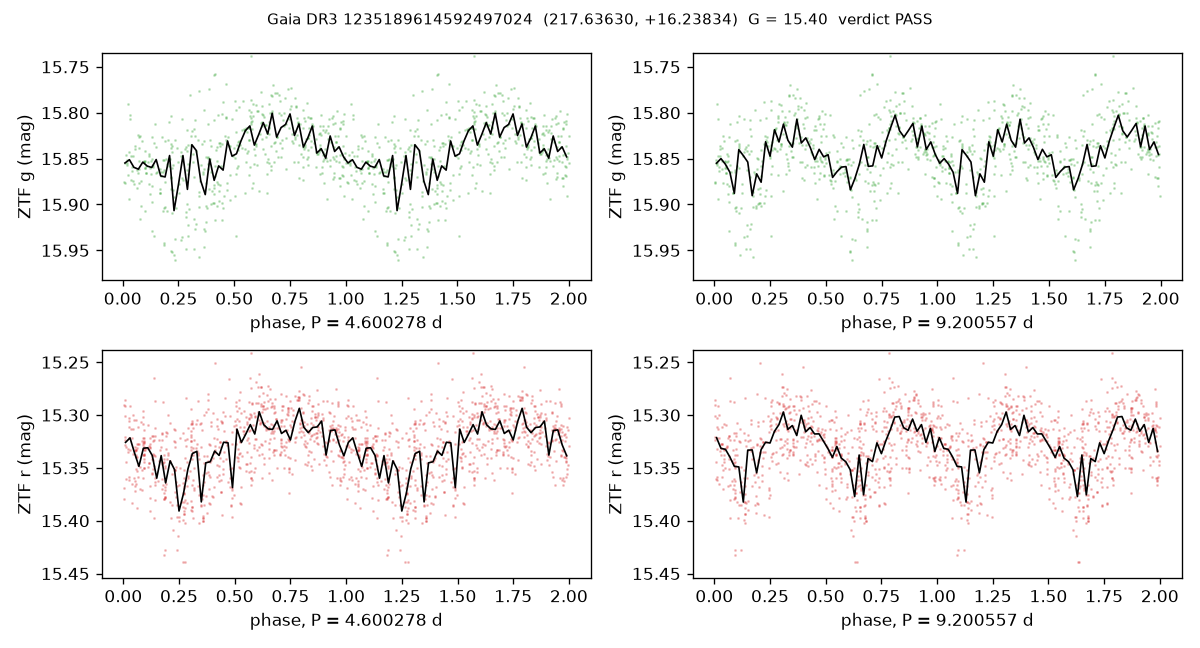 Gaia DR3 1235189614592497024 (217.63630, +16.23834) G = 15.40 verdict PASS
ZTF g (mag)
15.75
15.80
15.85
15.90
15.95
0.00 0.25 0.50 0.75 1.00 1.25 1.50 1.75 2.00
phase, P = 4.600278 d
ZTF g (mag)
15.75
15.80
15.85
15.90
15.95
0.00 0.25 0.50 0.75 1.00 1.25 1.50 1.75 2.00
phase, P = 9.200557 d
ZTF r (mag)
15.25
15.30
15.35
15.40
15.45
0.00 0.25 0.50 0.75 1.00 1.25 1.50 1.75 2.00
phase, P = 4.600278 d
ZTF r (mag)
15.25
15.30
15.35
15.40
15.45
0.00 0.25 0.50 0.75 1.00 1.25 1.50 1.75 2.00
phase, P = 9.200557 d